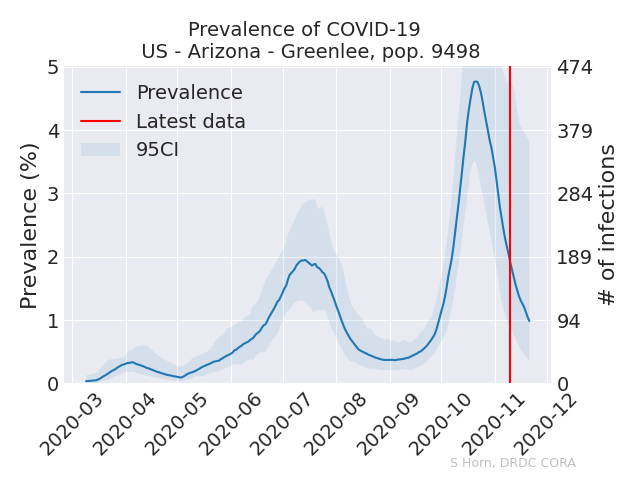 Prevalence of COVID-19
US - Arizona - Greenlee, pop. 9498
Prevalence
Latest data
95CI
Prevalence (%)
5
4
3
2
1
0
474
379
284
189
94
0
# of infections
2020-03
2020-04
2020-05
2020-06
2020-07
2020-08
2020-09
2020-10
2020-11
2020-12
S Horn, DRDC CORA